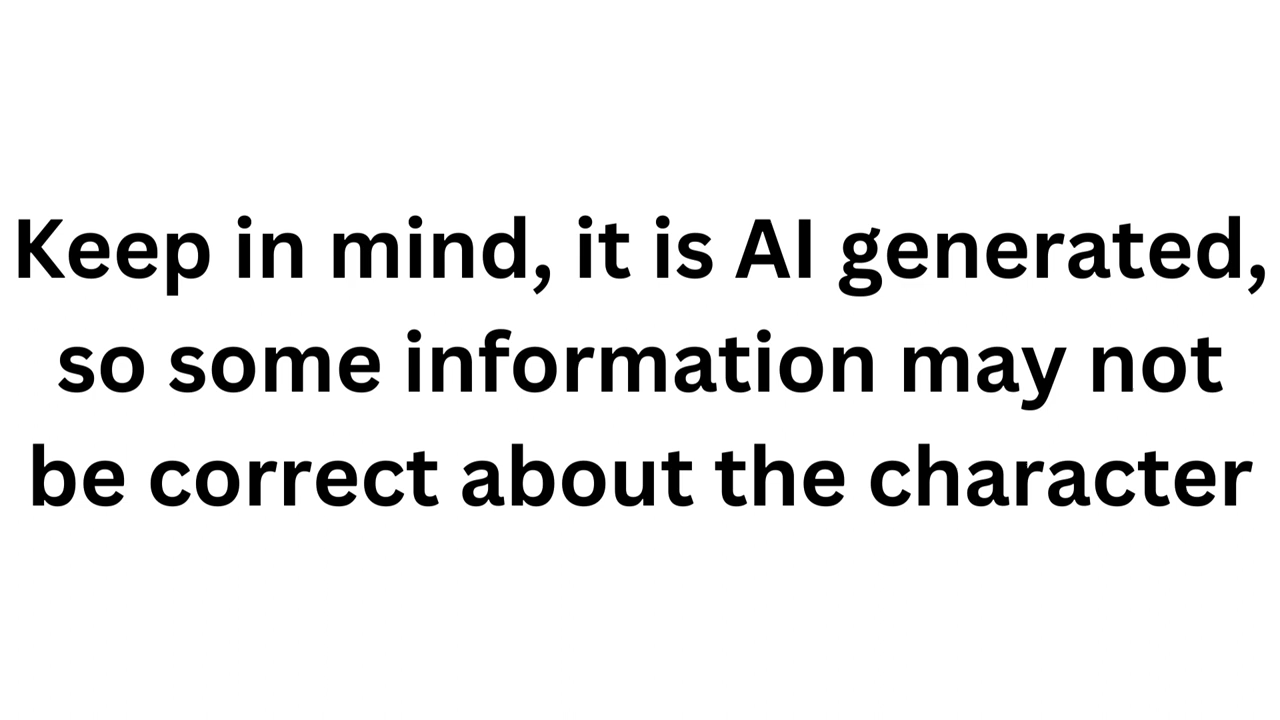 Keep in mind, it is AI generated,
so some information may not
be correct about the character